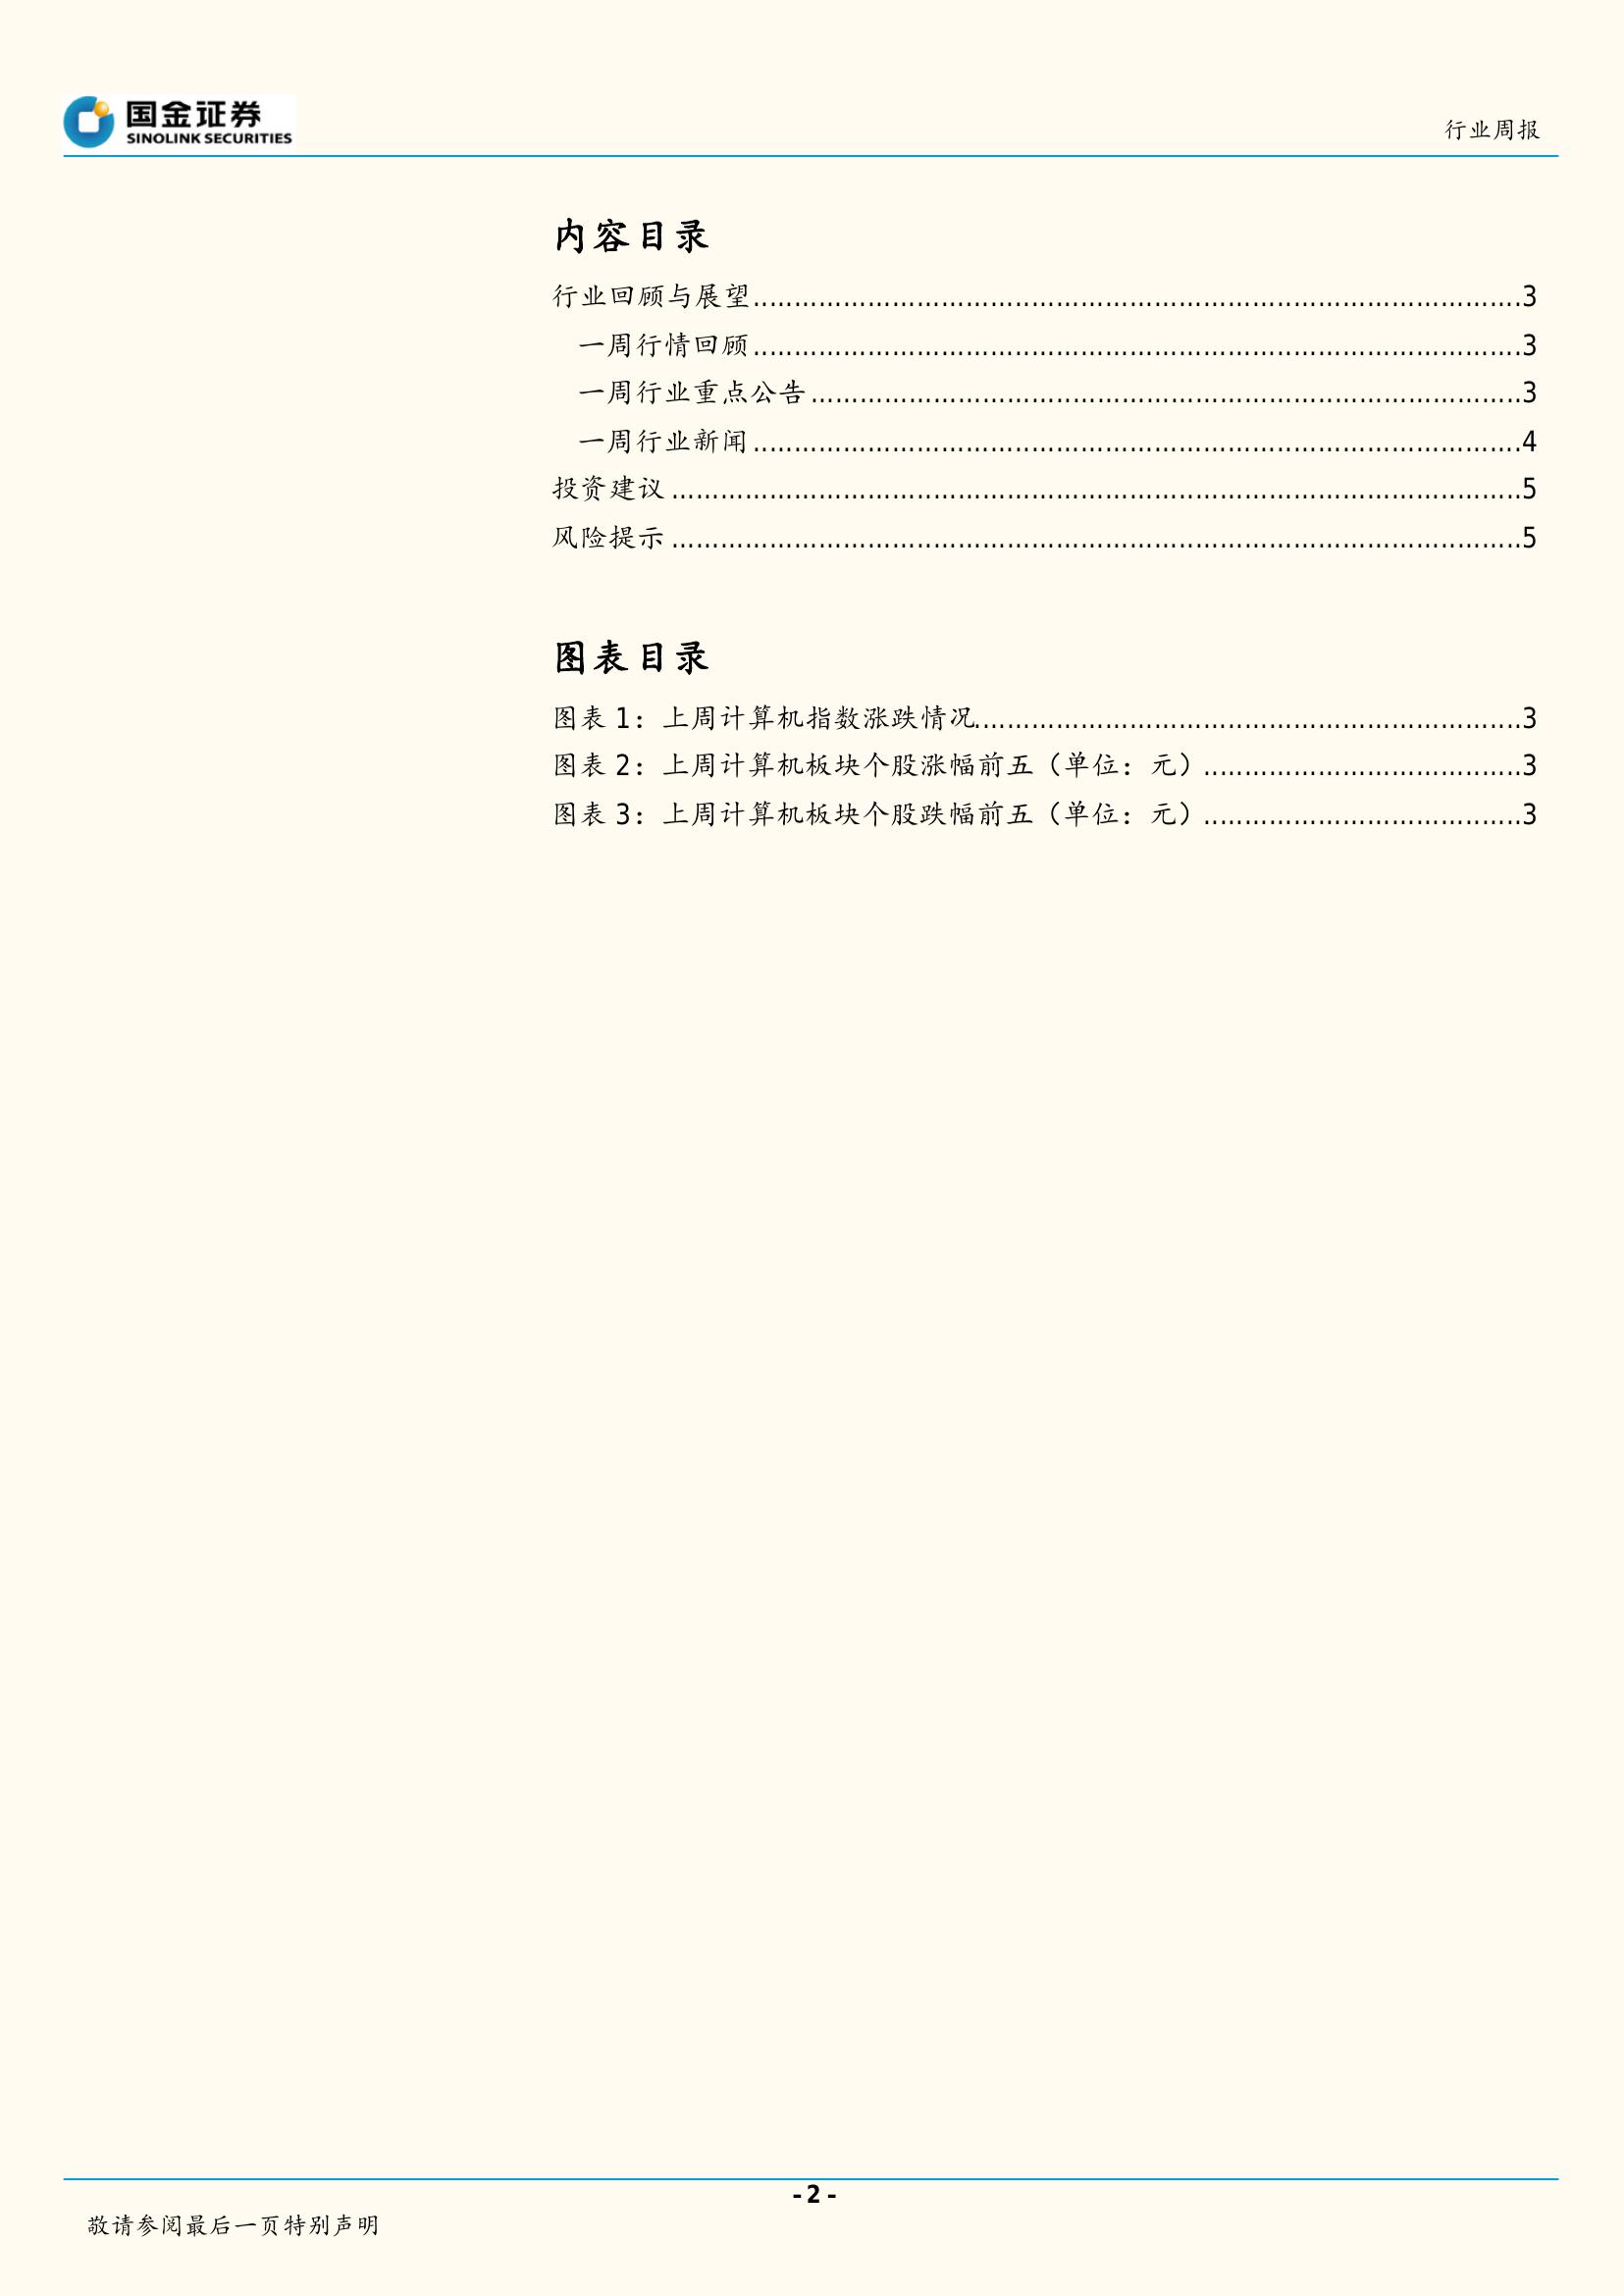 国金证券
SINOLINK SECURITIES
行业周报
内容目录
行业回顾与展望...............................................................................................3
一周行情回顾...............................................................................................3
一周行业重点公告........................................................................................3
一周行业新闻...............................................................................................4
投资建议.........................................................................................................5
风险提示.........................................................................................................5
图表目录
图表 1：上周计算机指数涨跌情况...................................................................3
图表 2：上周计算机板块个股涨幅前五（单位：元）.......................................3
图表 3：上周计算机板块个股跌幅前五（单位：元）.......................................3
- 2 -
敬请参阅最后一页特别声明